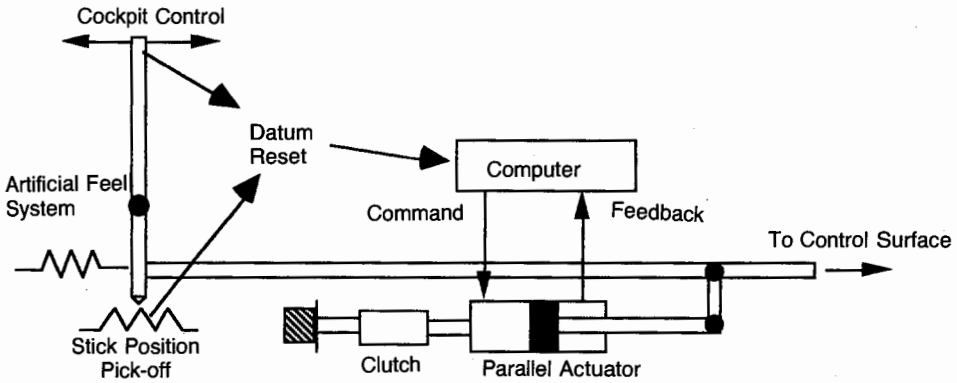 Cockpit Control
Datum
Reset
Computer
Artificial Feel
System
Command
Feedback
To Control Surface
Stick Position
Pick-off
Clutch
Parallel Actuator